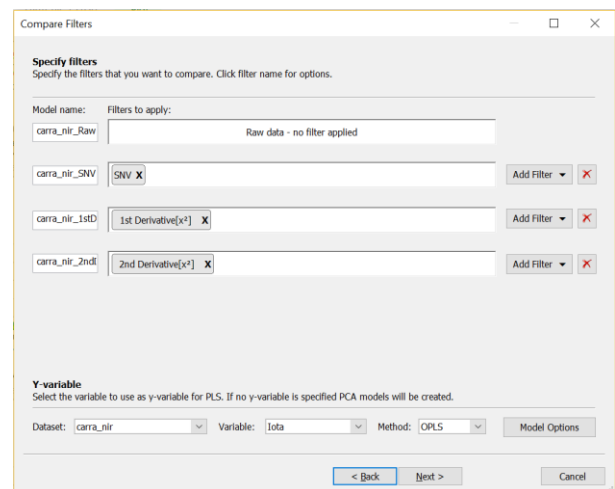 Compare Filters
Specify filters
Specify the filters that you want to compare. Click filter name for options.
Model name: Filters to apply:
carra_nir_Raw Raw data - no filter applied
carra_nir_SNV SNV X Add Filter
carra_nir_1stD 1st Derivative[x²] X Add Filter
carra_nir_2ndI 2nd Derivative[x²] X Add Filter
Y-variable
Select the variable to use as y-variable for PLS. If no y-variable is specified PCA models will be created.
Dataset: carra_nir Variable: Iota Method: OPLS Model Options
< Back Next > Cancel